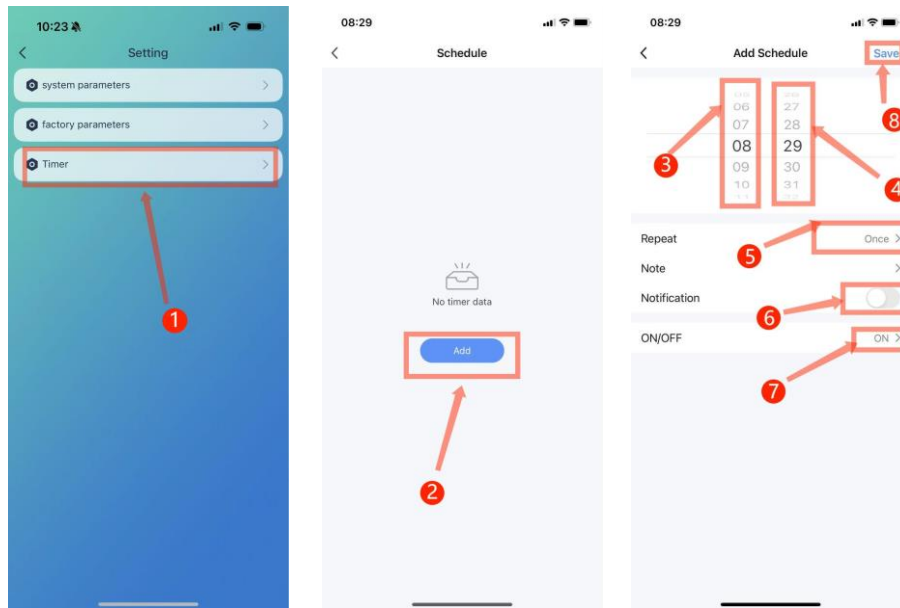 10:23
Setting
system parameters
factory parameters
Timer
1
08:29
Schedule
No timer data
Add
2
08:29
Add Schedule
Save
8
06 27
07 28
08 29
09 30
10 31
3
4
Repeat
Once
5
Note
Notification
6
ON/OFF
ON
7